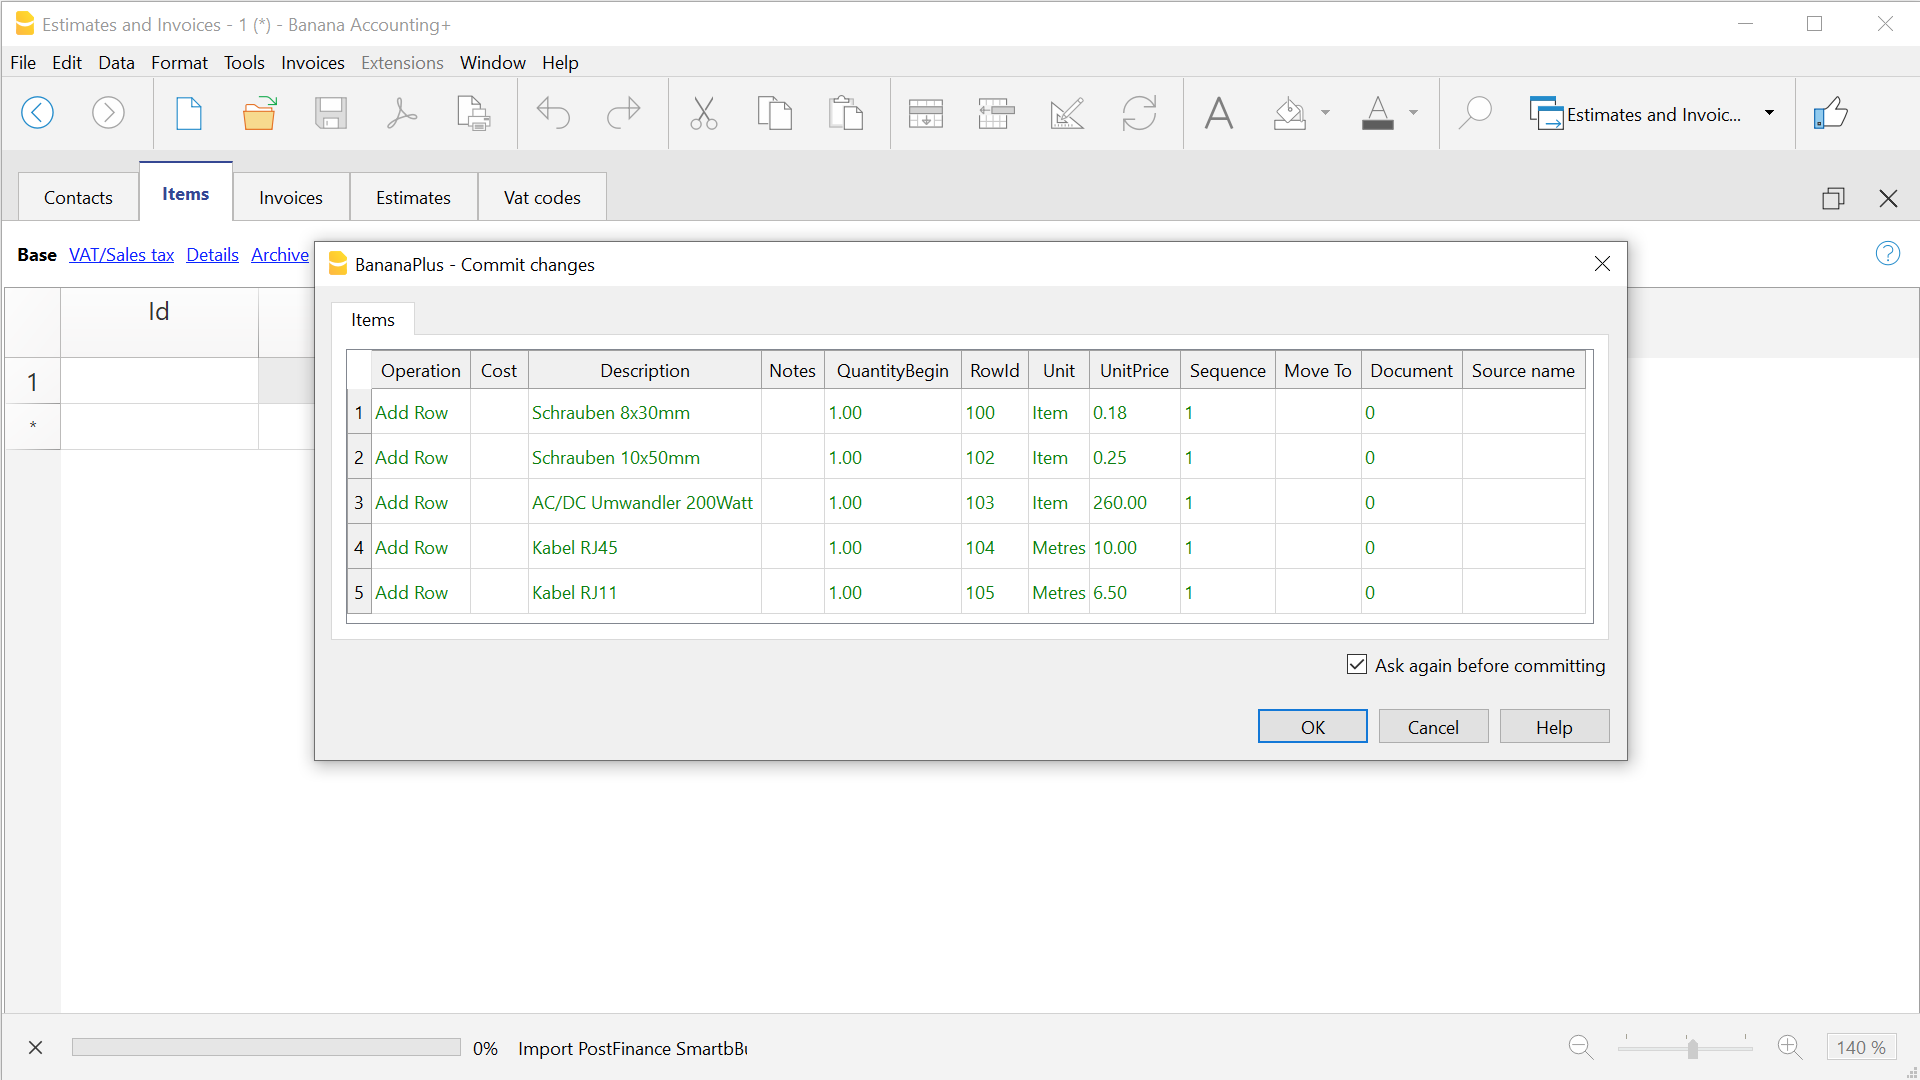 Estimates and Invoices - 1 (*) - Banana Accounting+
File Edit Data Format Tools Invoices Extensions Window Help
Estimates and Invoic...
Contacts Items Invoices Estimates Vat codes
Base VAT/Sales tax Details Archive
BananaPlus - Commit changes
Id
Items
Operation Cost Description Notes QuantityBegin RowId Unit UnitPrice Sequence Move To Document Source name
1 Add Row Schrauben 8x30mm 1.00 100 Item 0.18 1 0
2 Add Row Schrauben 10x50mm 1.00 102 Item 0.25 1 0
3 Add Row AC/DC Umwandler 200Watt 1.00 103 Item 260.00 1 0
4 Add Row Kabel RJ45 1.00 104 Metres 10.00 1 0
5 Add Row Kabel RJ11 1.00 105 Metres 6.50 1 0
1
*
Ask again before committing
OK Cancel Help
0% Import PostFinance SmartbBu
140 %